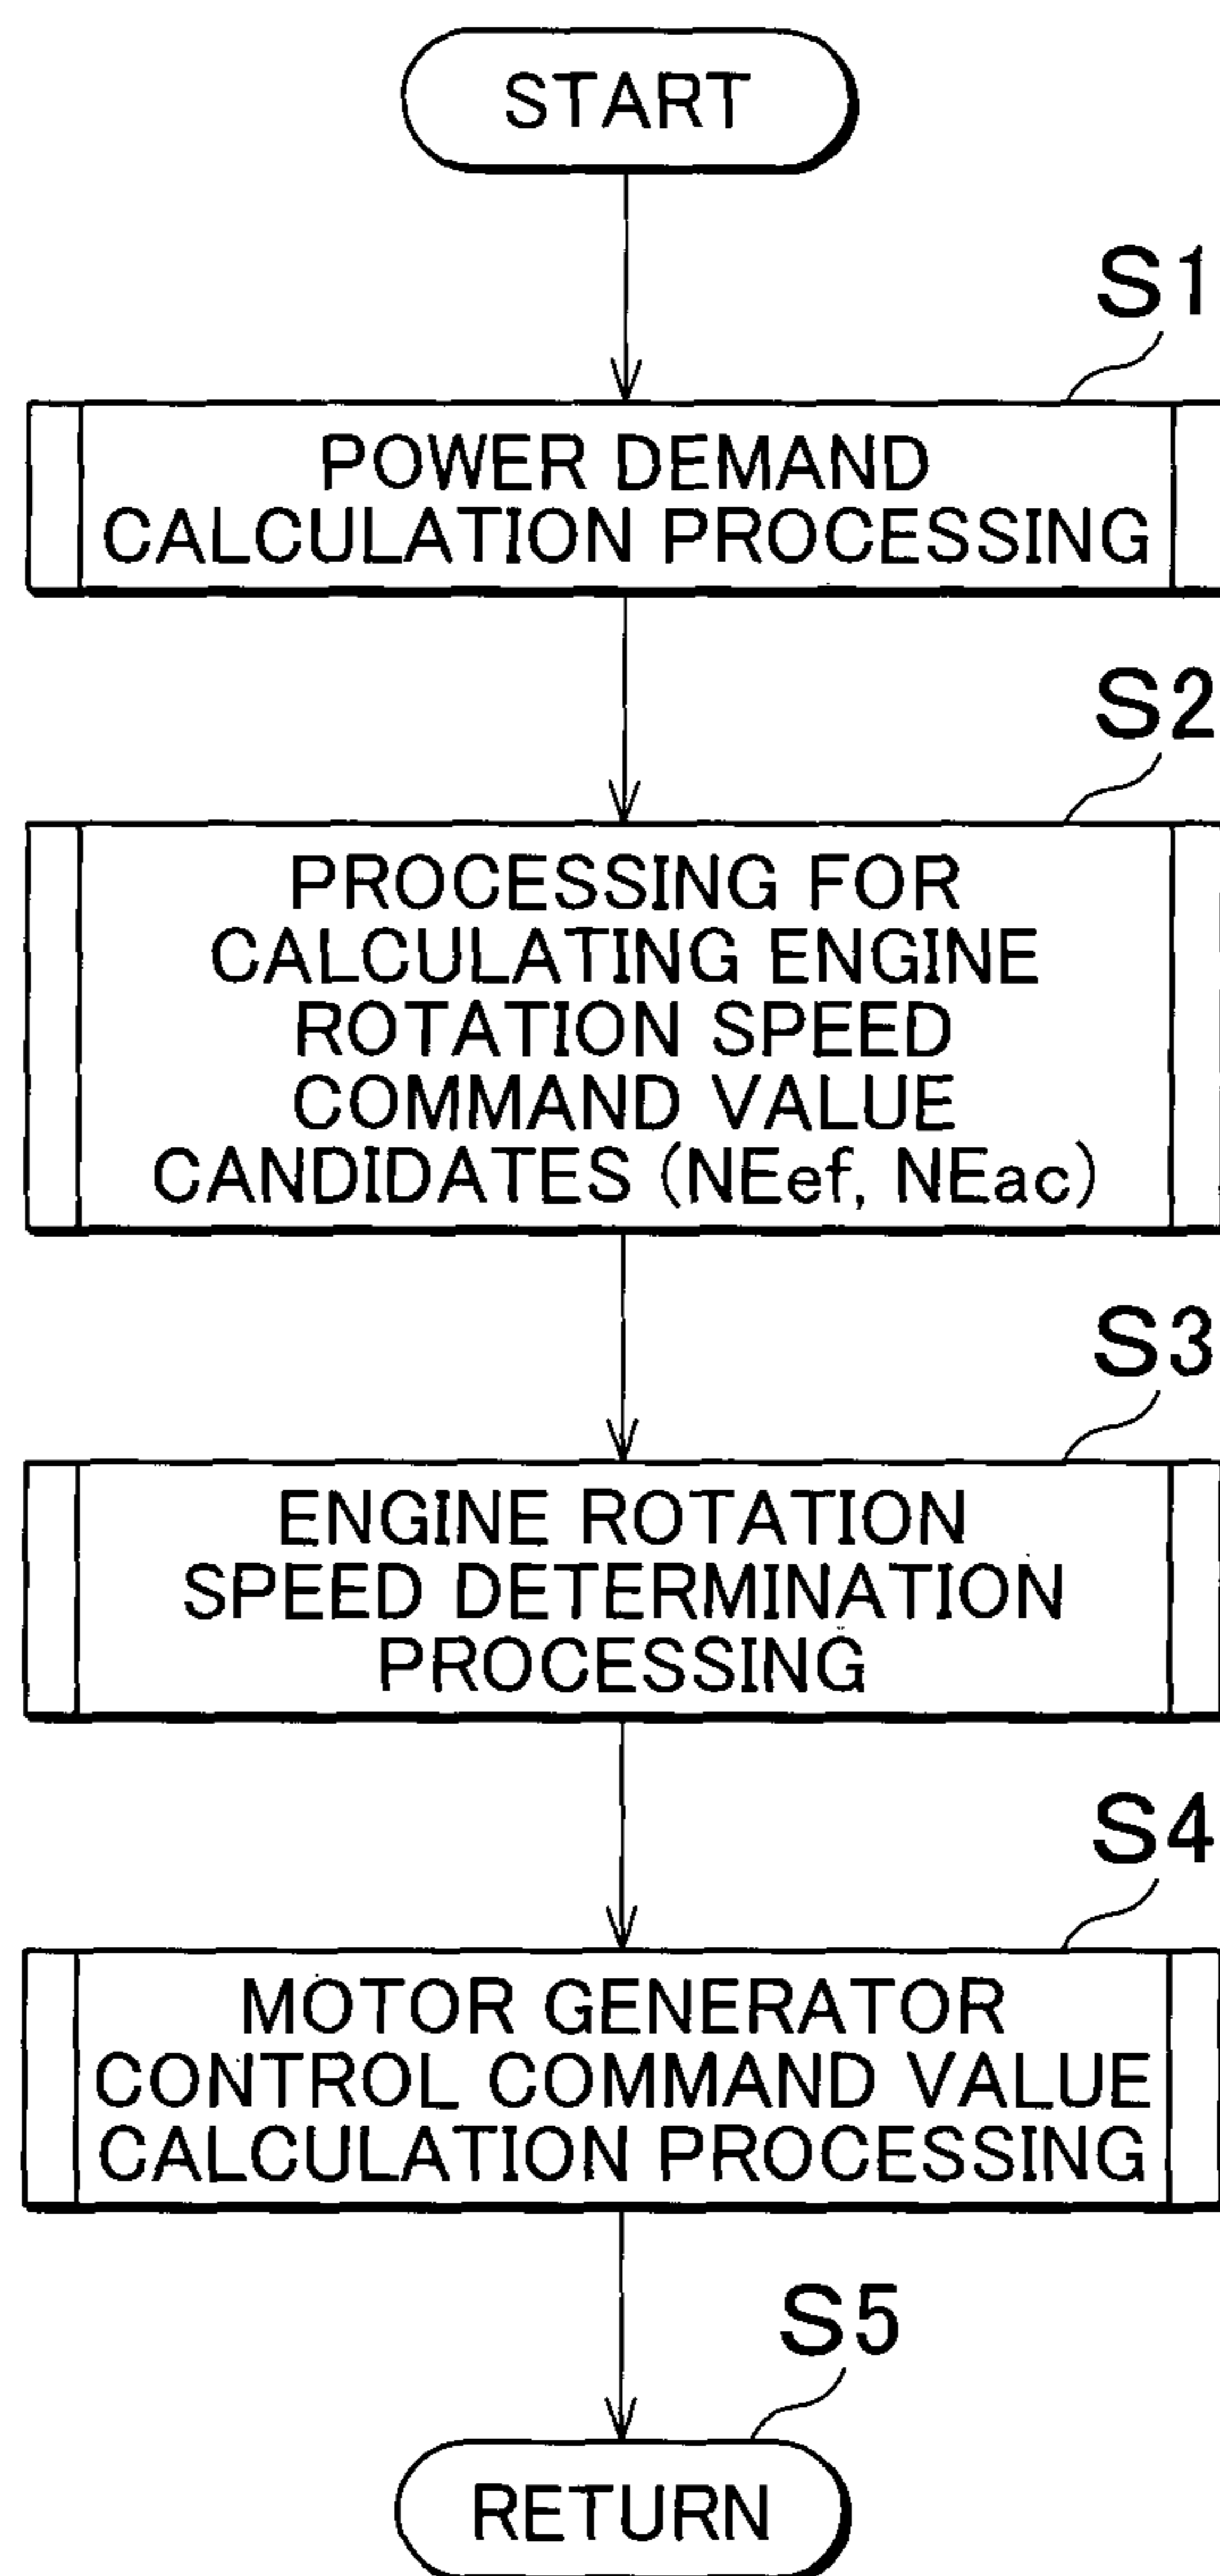 START
S1
POWER DEMAND
CALCULATION PROCESSING
S2
PROCESSING FOR
CALCULATING ENGINE
ROTATION SPEED
COMMAND VALUE
CANDIDATES (NEef, NEac)
S3
ENGINE ROTATION
SPEED DETERMINATION
PROCESSING
S4
MOTOR GENERATOR
CONTROL COMMAND VALUE
CALCULATION PROCESSING
S5
RETURN